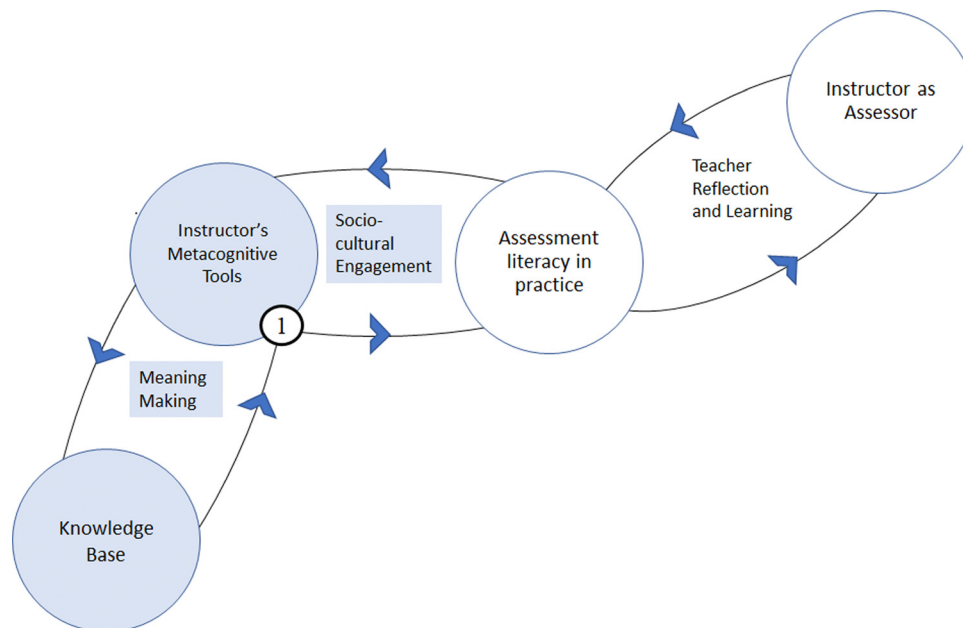 Instructor as
Assessor
Teacher
Reflection
and Learning
Socio-
cultural
Engagement
Instructor's
Metacognitive
Tools
Assessment
literacy in
practice
1
Meaning
Making
Knowledge
Base